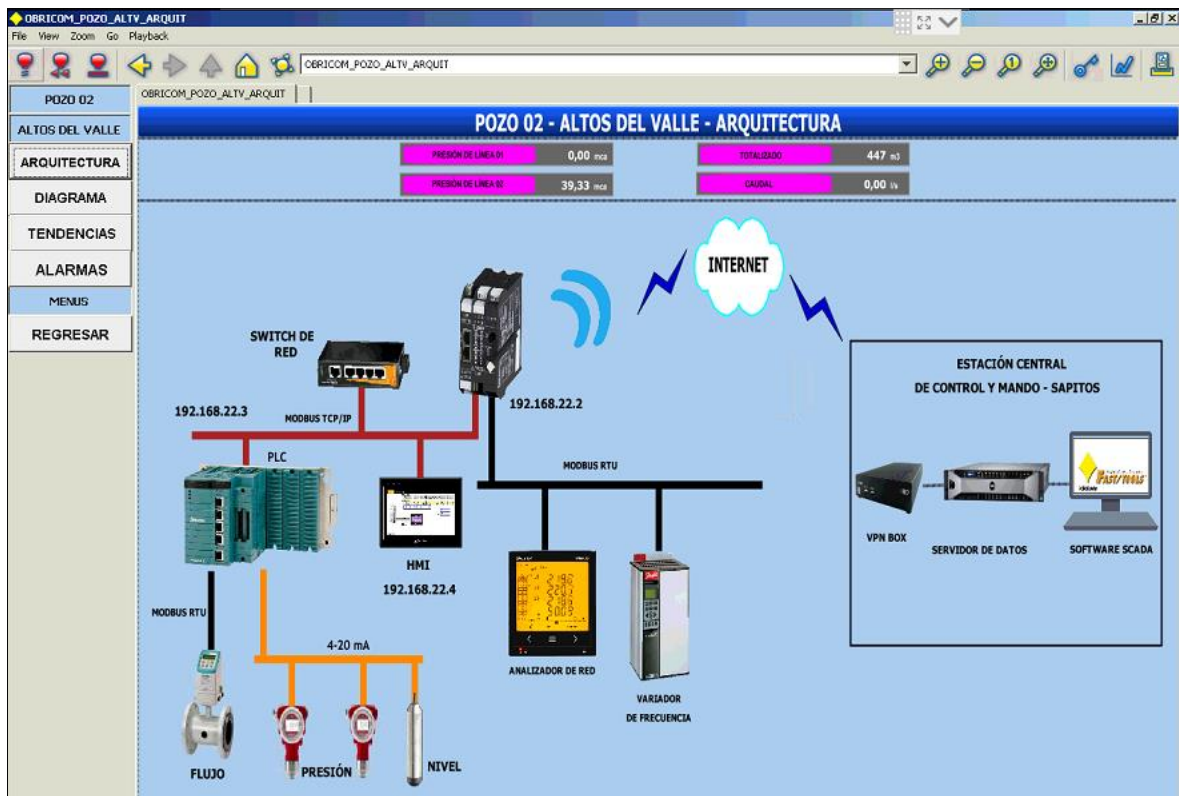 OBRICOM_POZO_ALTV_ARQUIT
File View Zoom Go Playback
OBRICOM_POZO_ALTV_ARQUIT
OBRICOM_POZO_ALTV_ARQUIT
POZO 02
ALTOS DEL VALLE
ARQUITECTURA
DIAGRAMA
TENDENCIAS
ALARMAS
MENUS
REGRESAR
POZO 02 - ALTOS DEL VALLE - ARQUITECTURA
PRESIÓN DE LÍNEA 01 0,00 mca
TOTALIZADO 447 m3
PRESIÓN DE LÍNEA 02 39,33 mca
CAUDAL 0,00 l/s
INTERNET
SWITCH DE
RED
192.168.22.2
192.168.22.3
MODBUS TCP/IP
PLC
HMI
192.168.22.4
MODBUS RTU
ESTACIÓN CENTRAL
DE CONTROL Y MANDO - SAPITOS
FAST/TOOLS
VPN BOX
SERVIDOR DE DATOS
SOFTWARE SCADA
MODBUS RTU
4-20 mA
ANALIZADOR DE RED
VARIADOR
DE FRECUENCIA
FLUJO
PRESIÓN
NIVEL